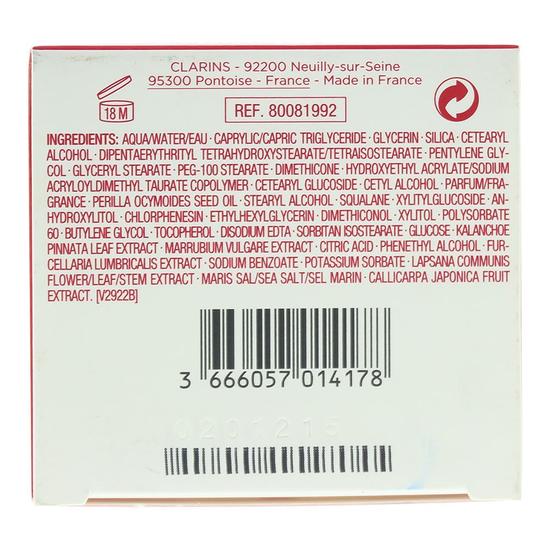 CLARINS - 92200 Neuilly-sur-Seine
95300 Pontoise - France - Made in France
18 M
REF. 80081992
INGREDIENTS: AQUA/WATER/EAU · CAPRYLIC/CAPRIC TRIGLYCERIDE · GLYCERIN · SILICA · CETEARYL
ALCOHOL · DIPENTAERYTHRITYL TETRAHYDROXYSTEARATE/TETRAISOSTEARATE · PENTYLENE GLY-
COL · GLYCERYL STEARATE · PEG-100 STEARATE · DIMETHICONE · HYDROXYETHYL ACRYLATE/SODIUM
ACRYLOYLDIMETHYL TAURATE COPOLYMER · CETEARYL GLUCOSIDE · CETYL ALCOHOL · PARFUM/FRA-
GRANCE · PERILLA OCYMOIDES SEED OIL · STEARYL ALCOHOL · SQUALANE · XYLITYLGLUCOSIDE · AN-
HYDROXYLITOL · CHLORPHENESIN · ETHYLHEXYLGLYCERIN · DIMETHICONOL · XYLITOL · POLYSORBATE
60 · BUTYLENE GLYCOL · TOCOPHEROL · DISODIUM EDTA · SORBITAN ISOSTEARATE · GLUCOSE · KALANCHOE
PINNATA LEAF EXTRACT · MARRUBIUM VULGARE EXTRACT · CITRIC ACID · PHENETHYL ALCOHOL · FUR-
CELLARIA LUMBRICALIS EXTRACT · SODIUM BENZOATE · POTASSIUM SORBATE · LAPSANA COMMUNIS
FLOWER/LEAF/STEM EXTRACT · MARIS SAL/SEA SALT/SEL MARIN · CALLICARPA JAPONICA FRUIT
EXTRACT. [V2922B]
3 666057 014178
0201215